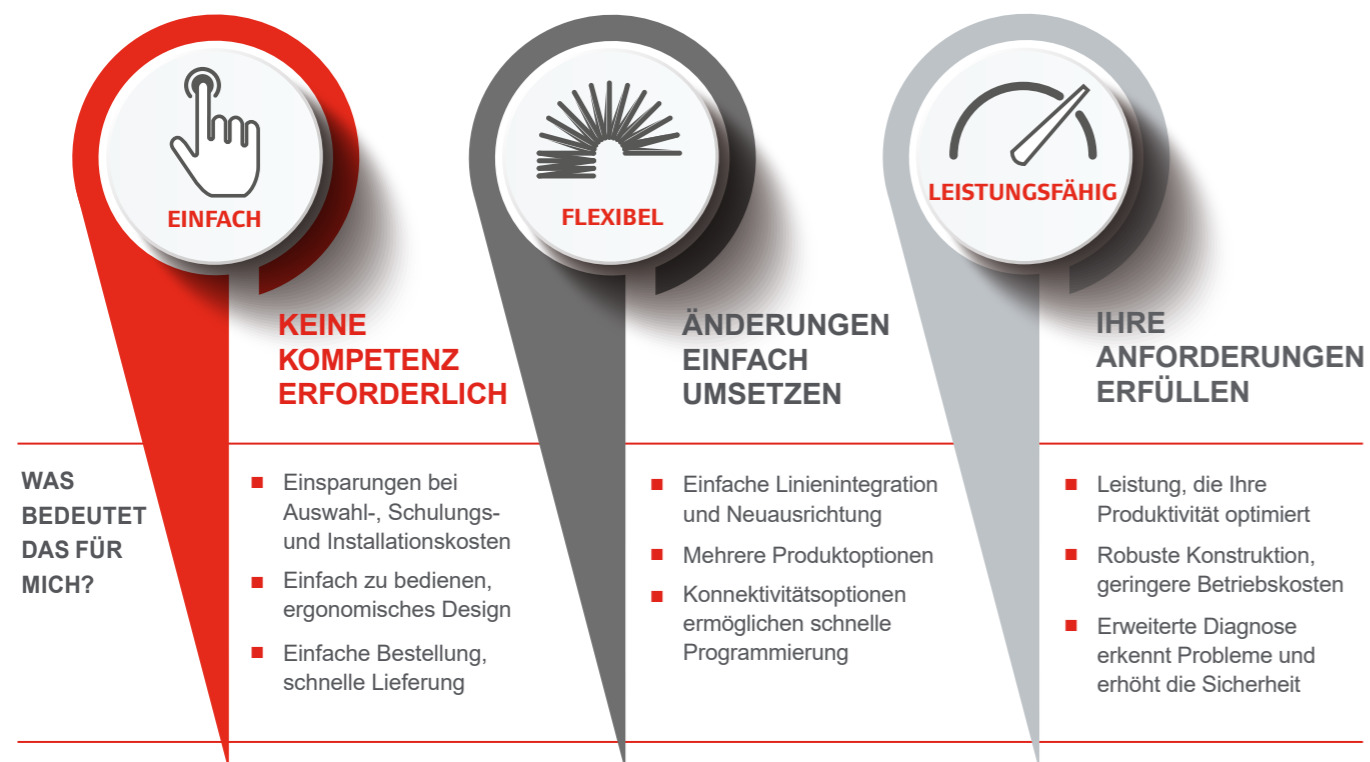 EINFACH
FLEXIBEL
LEISTUNGSFÄHIG
KEINE
KOMPETENZ
ERFORDERLICH
ÄNDERUNGEN
EINFACH
UMSETZEN
IHRE
ANFORDERUNGEN
ERFÜLLEN
WAS
BEDEUTET
DAS FÜR
MICH?
Einsparungen bei
Auswahl-, Schulungs-
und Installationskosten
Einfach zu bedienen,
ergonomisches Design
Einfache Bestellung,
schnelle Lieferung
Einfache Linienintegration
und Neuausrichtung
Mehrere Produktoptionen
Konnektivitätsoptionen
ermöglichen schnelle
Programmierung
Leistung, die Ihre
Produktivität optimiert
Robuste Konstruktion,
geringere Betriebskosten
Erweiterte Diagnose
erkennt Probleme und
erhöht die Sicherheit